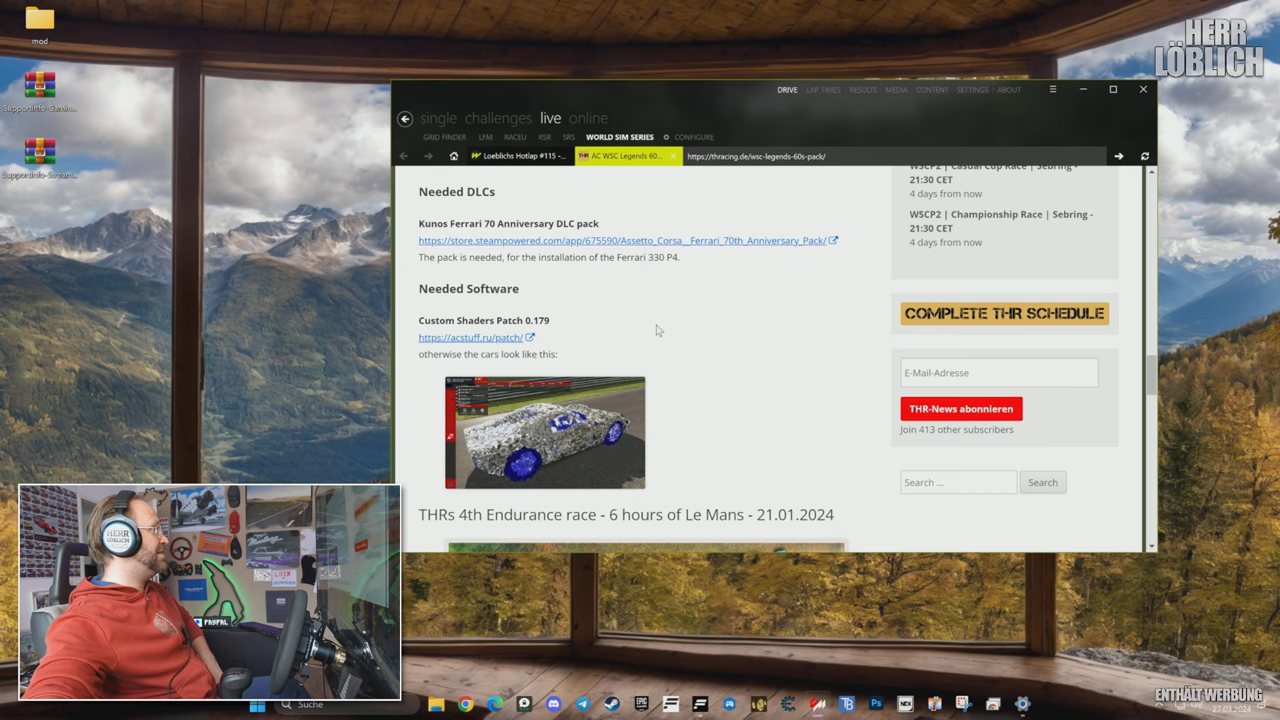 mod
HERR
LÖBLICH
DRIVE LAP TIMES RESULTS MEDIA CONTENT SETTINGS ABOUT
single challenges live online
GRID FINDER LFM RACEU RSR SRS WORLD SIM SERIES CONFIGURE
Loeblichs Hotlap #115 -... AC WSC Legends 60... https://thracing.de/wsc-legends-60s-pack/
Supportinfo-Gamin...
Supportinfo-Stream...
Needed DLCs
Kunos Ferrari 70 Anniversary DLC pack
https://store.steampowered.com/app/675590/Assetto_Corsa__Ferrari_70th_Anniversary_Pack/
The pack is needed, for the installation of the Ferrari 330 P4.
Needed Software
Custom Shaders Patch 0.179
https://acstuff.ru/patch/
otherwise the cars look like this:
THRs 4th Endurance race - 6 hours of Le Mans - 21.01.2024
WSCP2 | Casual Cup Race | Sebring -
21:30 CET
4 days from now
WSCP2 | Championship Race | Sebring -
21:30 CET
4 days from now
COMPLETE THR SCHEDULE
E-Mail-Adresse
THR-News abonnieren
Join 413 other subscribers
Search ... Search
HERR
LÖBLICH
PAYPAL
Suche
ENTHÄLT WERBUNG
27.03.2024